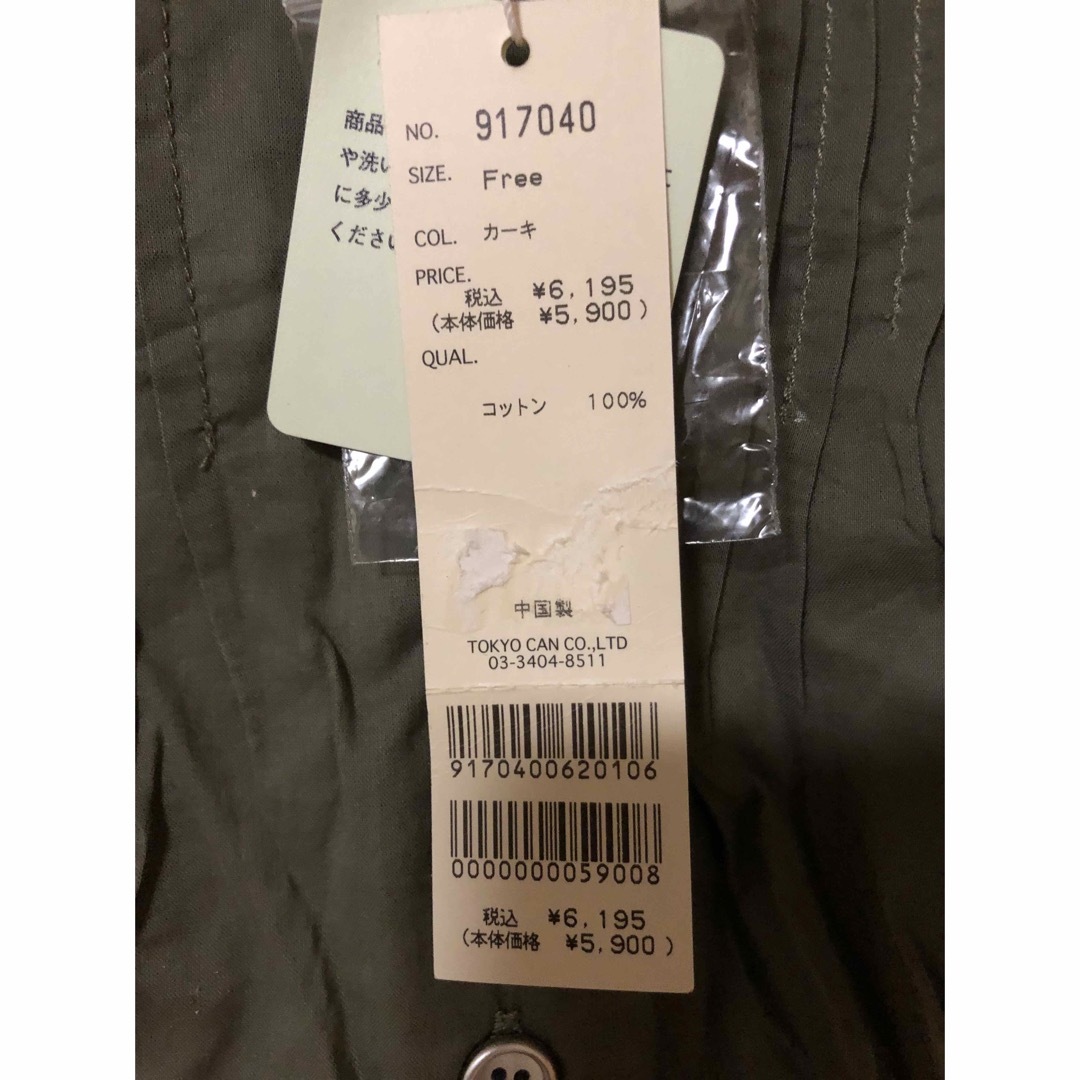 商品
や洗い
に多少
ください
NO. 917040
SIZE. Free
COL. カーキ
PRICE.
税込 ¥6,195
(本体価格 ¥5,900)
QUAL.
コットン 100%
中国製
TOKYO CAN CO.,LTD
03-3404-8511
9170400620106
0000000059008
税込 ¥6,195
(本体価格 ¥5,900)